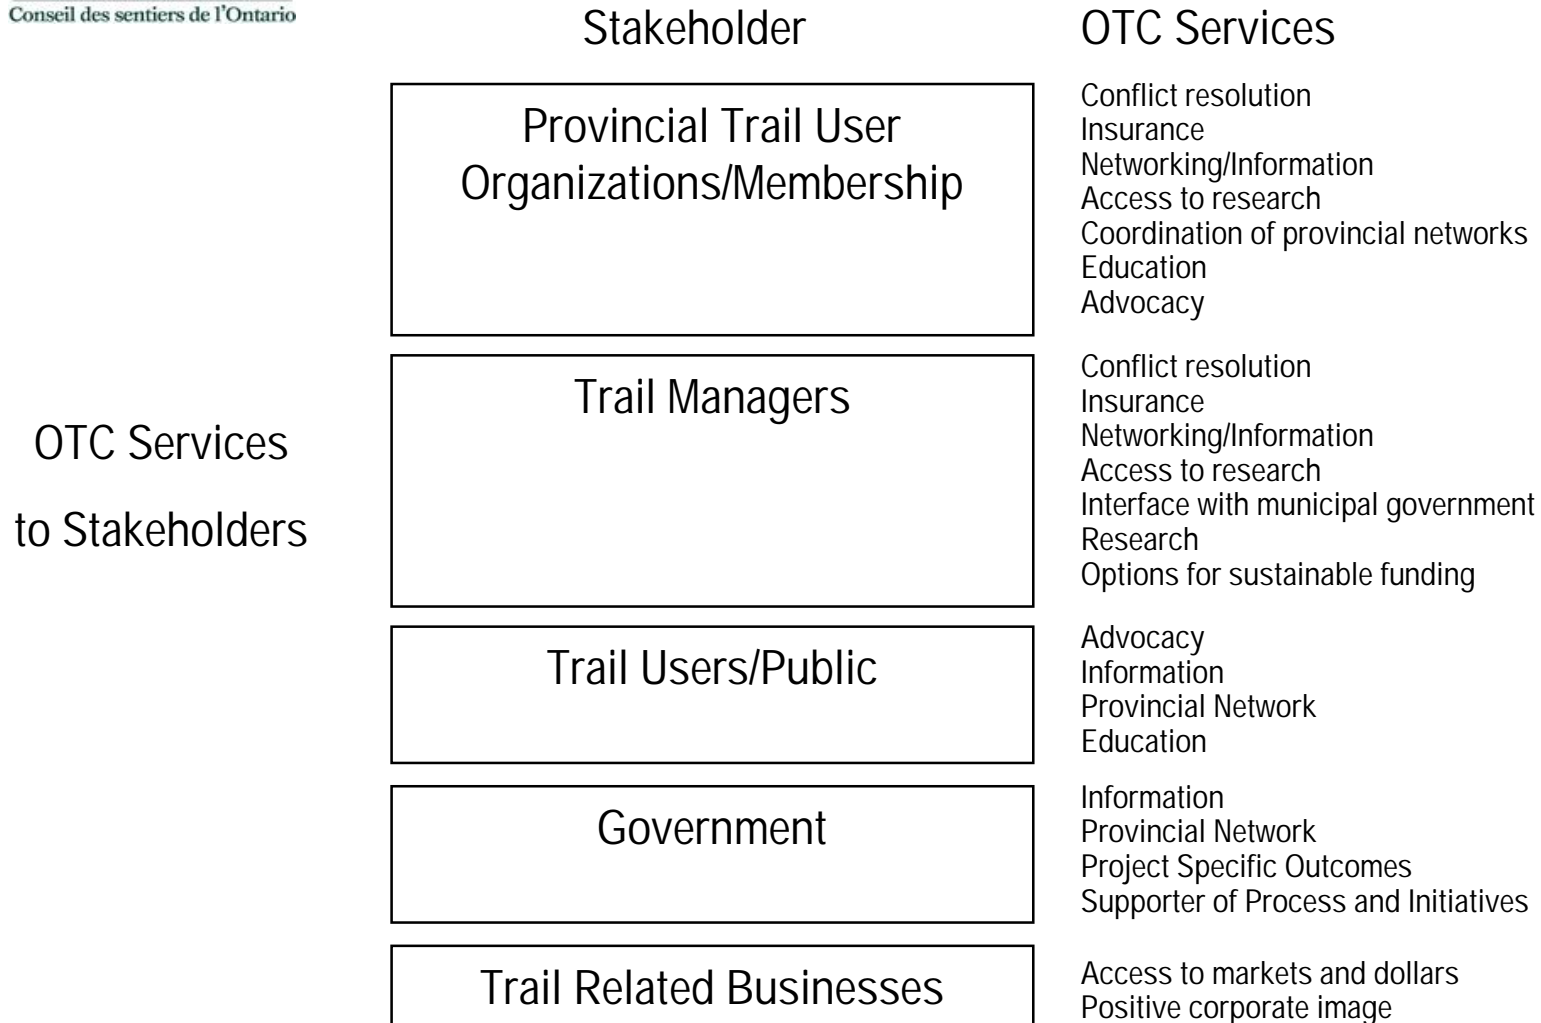 Conseil des sentiers de l'Ontario
Stakeholder
OTC Services
OTC Services
to Stakeholders
Provincial Trail User
Organizations/Membership
Conflict resolution
Insurance
Networking/Information
Access to research
Coordination of provincial networks
Education
Advocacy
Trail Managers
Conflict resolution
Insurance
Networking/Information
Access to research
Interface with municipal government
Research
Options for sustainable funding
Trail Users/Public
Advocacy
Information
Provincial Network
Education
Government
Information
Provincial Network
Project Specific Outcomes
Supporter of Process and Initiatives
Trail Related Businesses
Access to markets and dollars
Positive corporate image